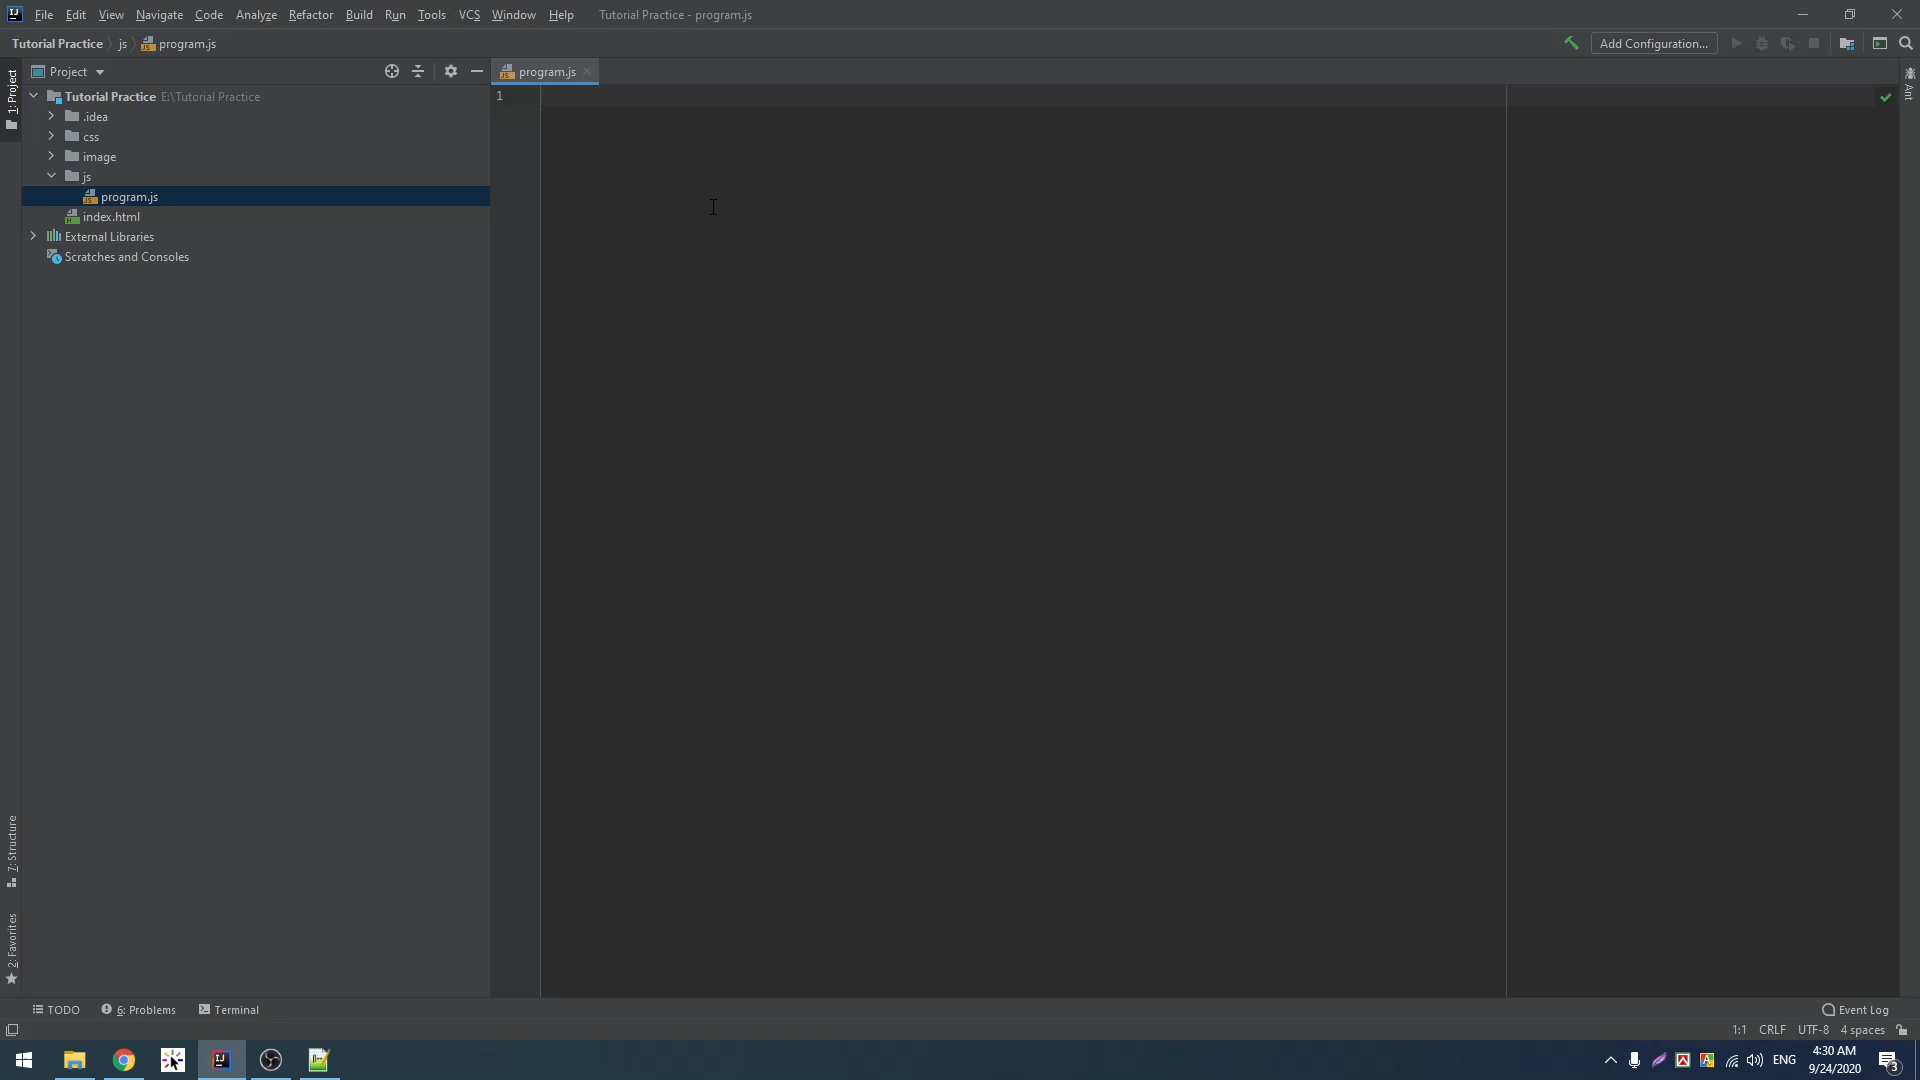 File Edit View Navigate Code Analyze Refactor Build Run Tools VCS Window Help Tutorial Practice - program.js
Tutorial Practice js program.js Add Configuration...
1: Project
Project
program.js
Tutorial Practice E:\Tutorial Practice
.idea
css
image
js
program.js
index.html
External Libraries
Scratches and Consoles
1
Ant
7: Structure
2: Favorites
TODO 6: Problems Terminal Event Log
1:1 CRLF UTF-8 4 spaces
ENG
4:30 AM
9/24/2020
3